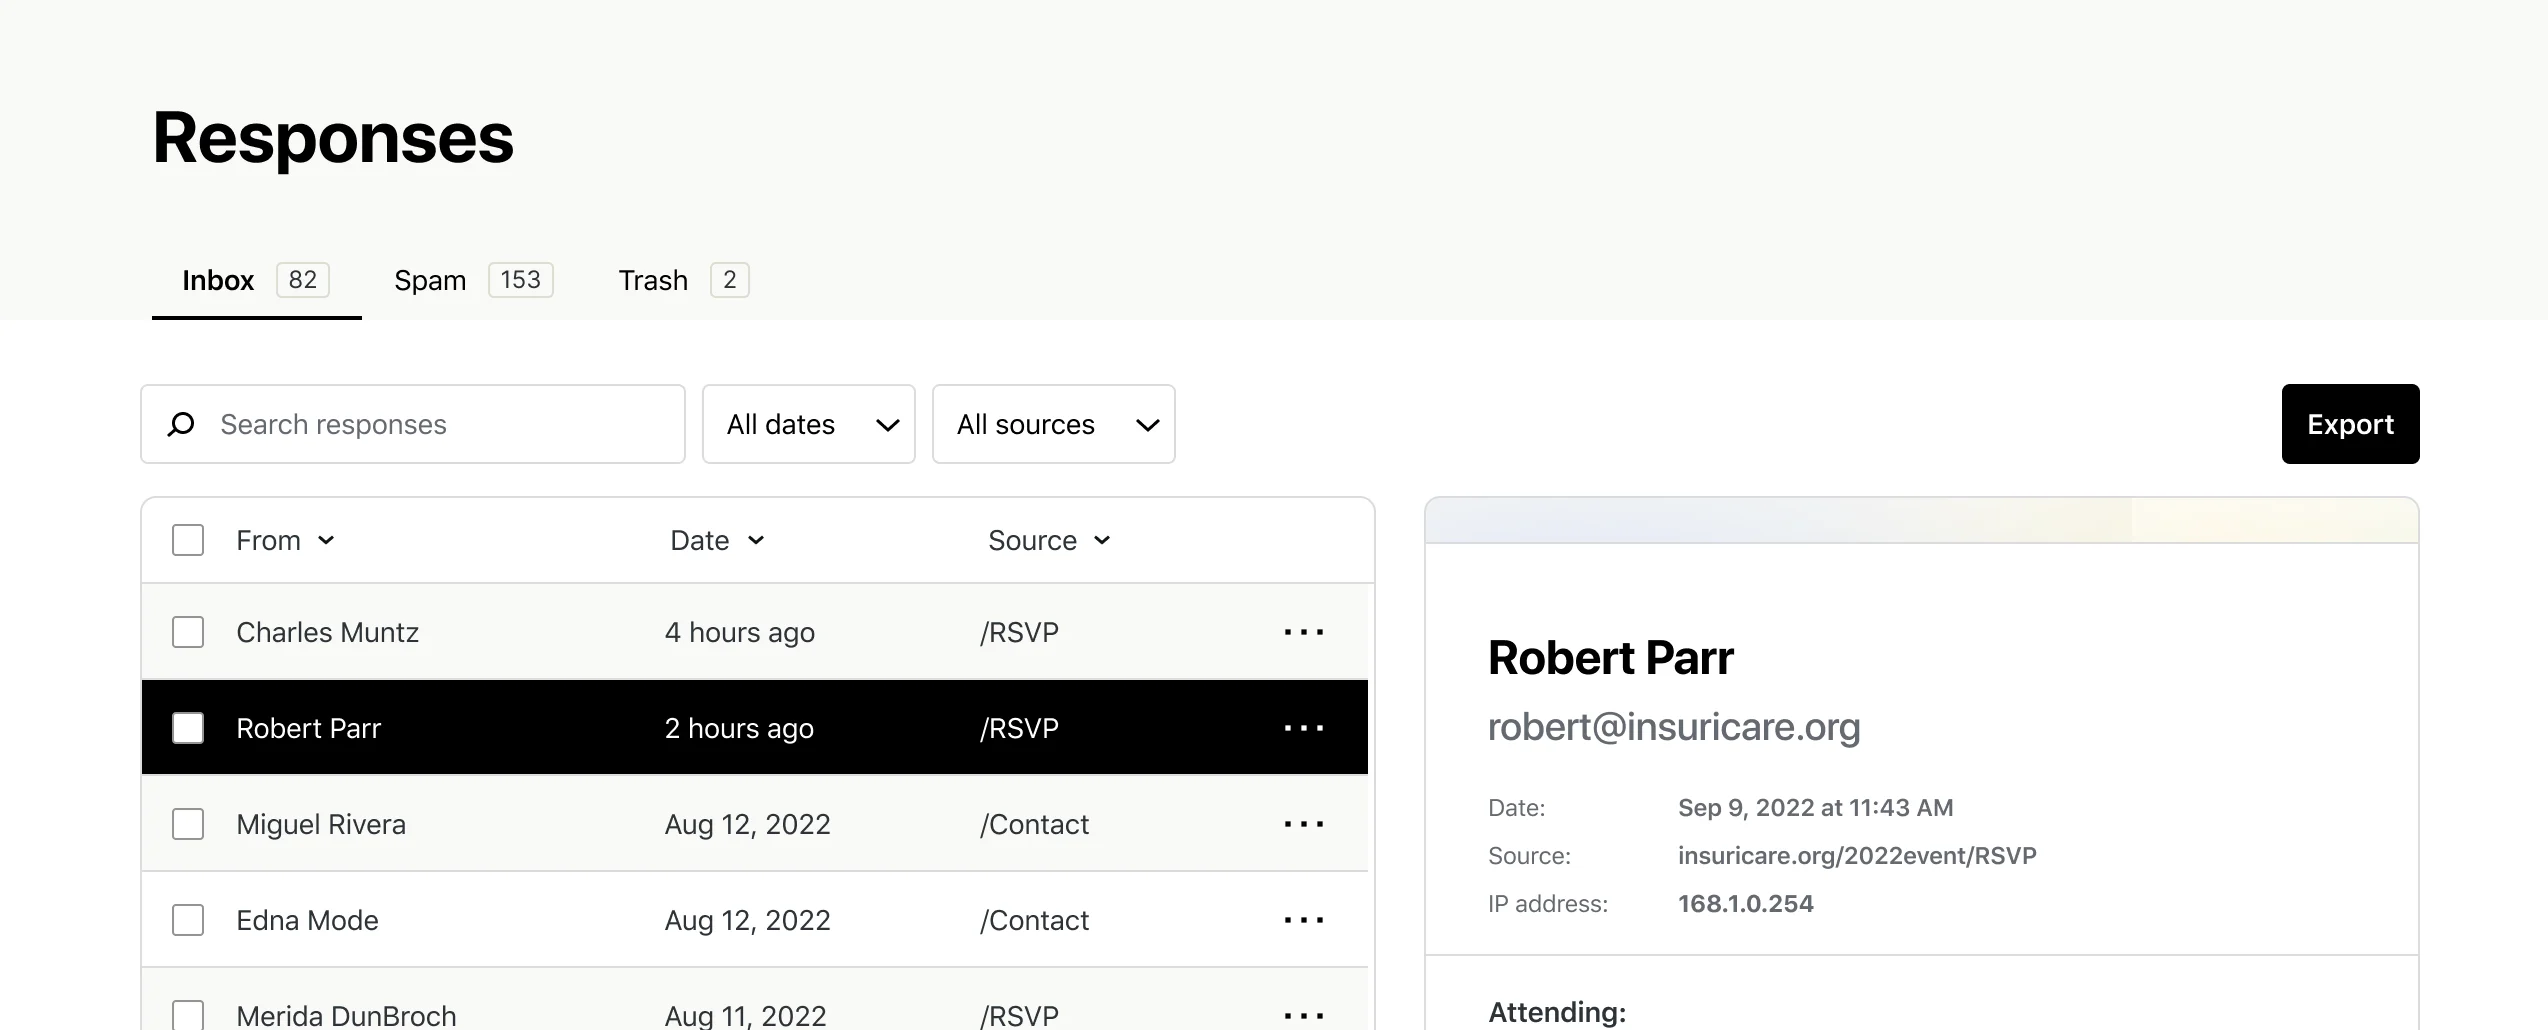 Responses
Inbox 82 Spam 153 Trash 2
Search responses All dates All sources Export
From Date Source
Charles Muntz 4 hours ago /RSVP
Robert Parr 2 hours ago /RSVP
Miguel Rivera Aug 12, 2022 /Contact
Edna Mode Aug 12, 2022 /Contact
Merida DunBroch Aug 11, 2022 /RSVP
Robert Parr
robert@insuricare.org
Date: Sep 9, 2022 at 11:43 AM
Source: insuricare.org/2022event/RSVP
IP address: 168.1.0.254
Attending: